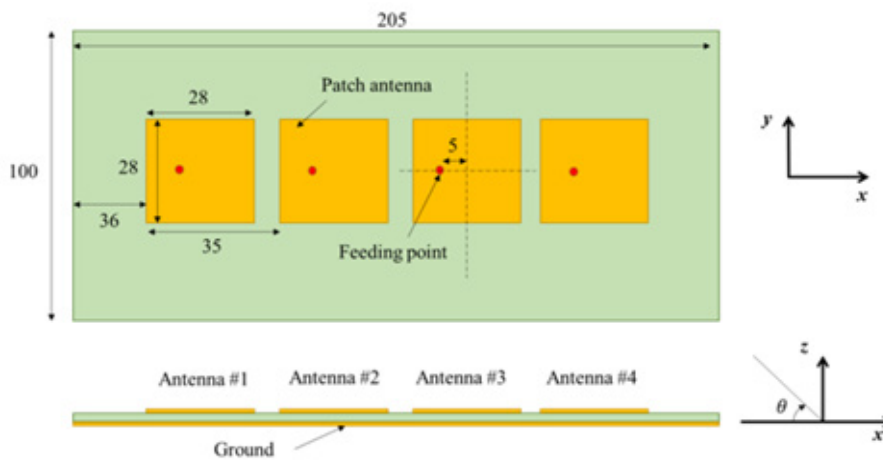 205
Patch antenna
28
5
y
100
28
x
36
35
Feeding point
Antenna #1 Antenna #2 Antenna #3 Antenna #4
z
θ
x
Ground